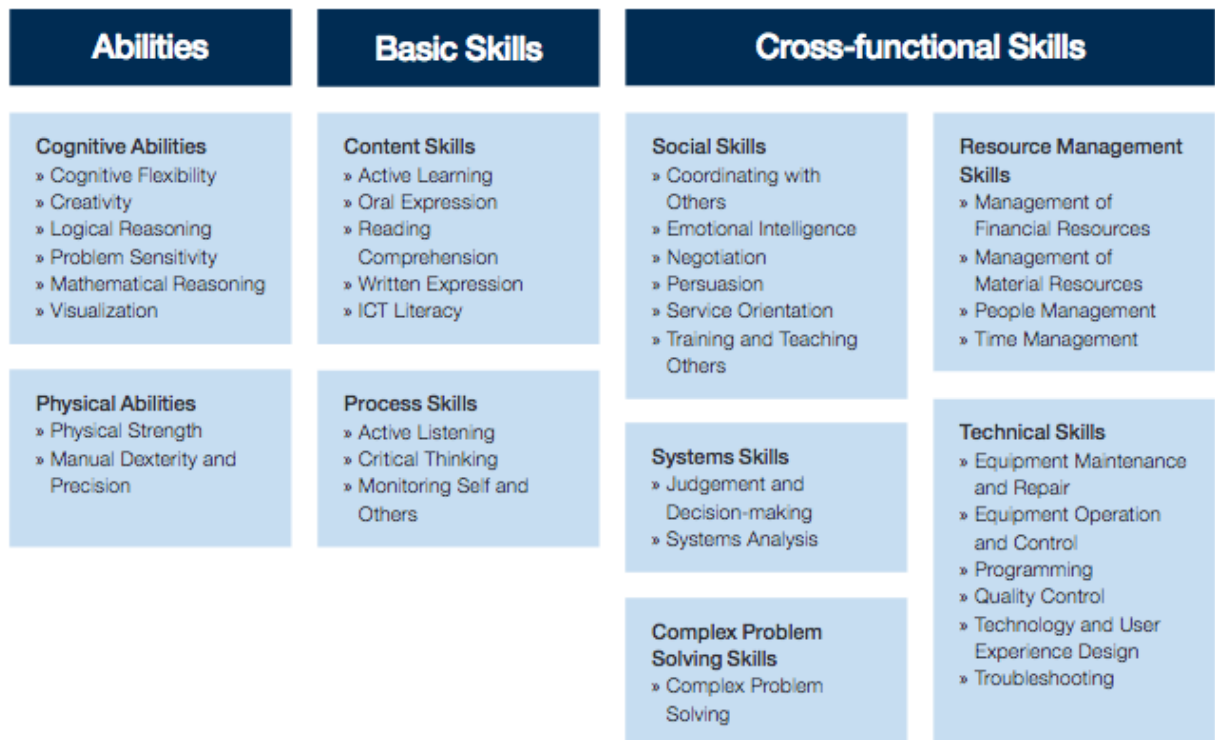 Abilities
Basic Skills
Cross-functional Skills
Cognitive Abilities
» Cognitive Flexibility
» Creativity
» Logical Reasoning
» Problem Sensitivity
» Mathematical Reasoning
» Visualization
Physical Abilities
» Physical Strength
» Manual Dexterity and
Precision
Content Skills
» Active Learning
» Oral Expression
» Reading
Comprehension
» Written Expression
» ICT Literacy
Process Skills
» Active Listening
» Critical Thinking
» Monitoring Self and
Others
Social Skills
» Coordinating with
Others
» Emotional Intelligence
» Negotiation
» Persuasion
» Service Orientation
» Training and Teaching
Others
Systems Skills
» Judgement and
Decision-making
» Systems Analysis
Complex Problem
Solving Skills
» Complex Problem
Solving
Resource Management
Skills
» Management of
Financial Resources
» Management of
Material Resources
» People Management
» Time Management
Technical Skills
» Equipment Maintenance
and Repair
» Equipment Operation
and Control
» Programming
» Quality Control
» Technology and User
Experience Design
» Troubleshooting